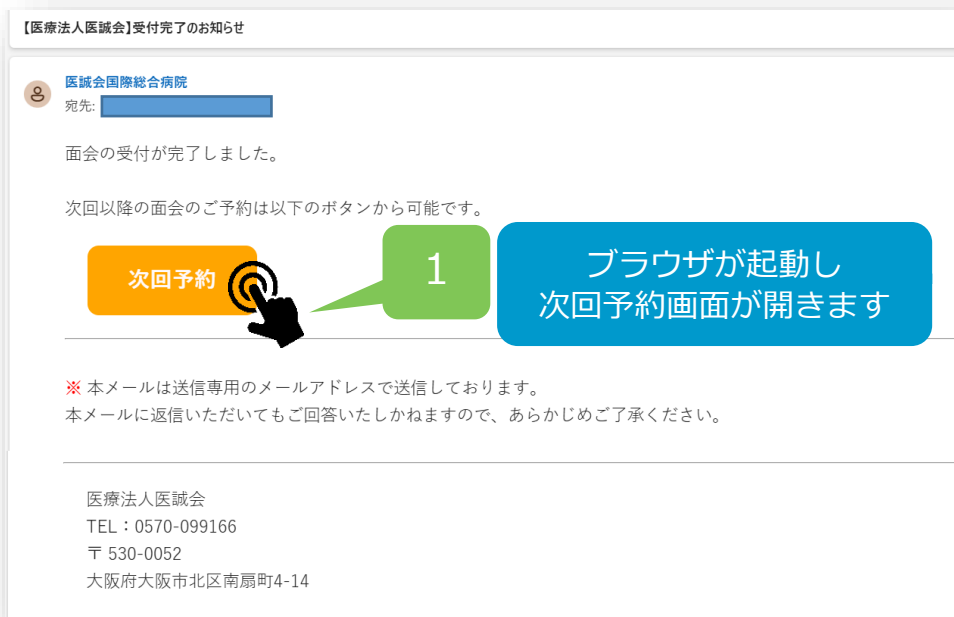 【医療法人医誠会】受付完了のお知らせ
医誠会国際総合病院
宛先:
面会の受付が完了しました。
次回以降の面会のご予約は以下のボタンから可能です。
次回予約
1
ブラウザが起動し
次回予約画面が開きます
※ 本メールは送信専用のメールアドレスで送信しております。
本メールに返信いただいてもご回答いたしかねますので、あらかじめご了承ください。
医療法人医誠会
TEL：0570-099166
〒530-0052
大阪府大阪市北区南扇町4-14